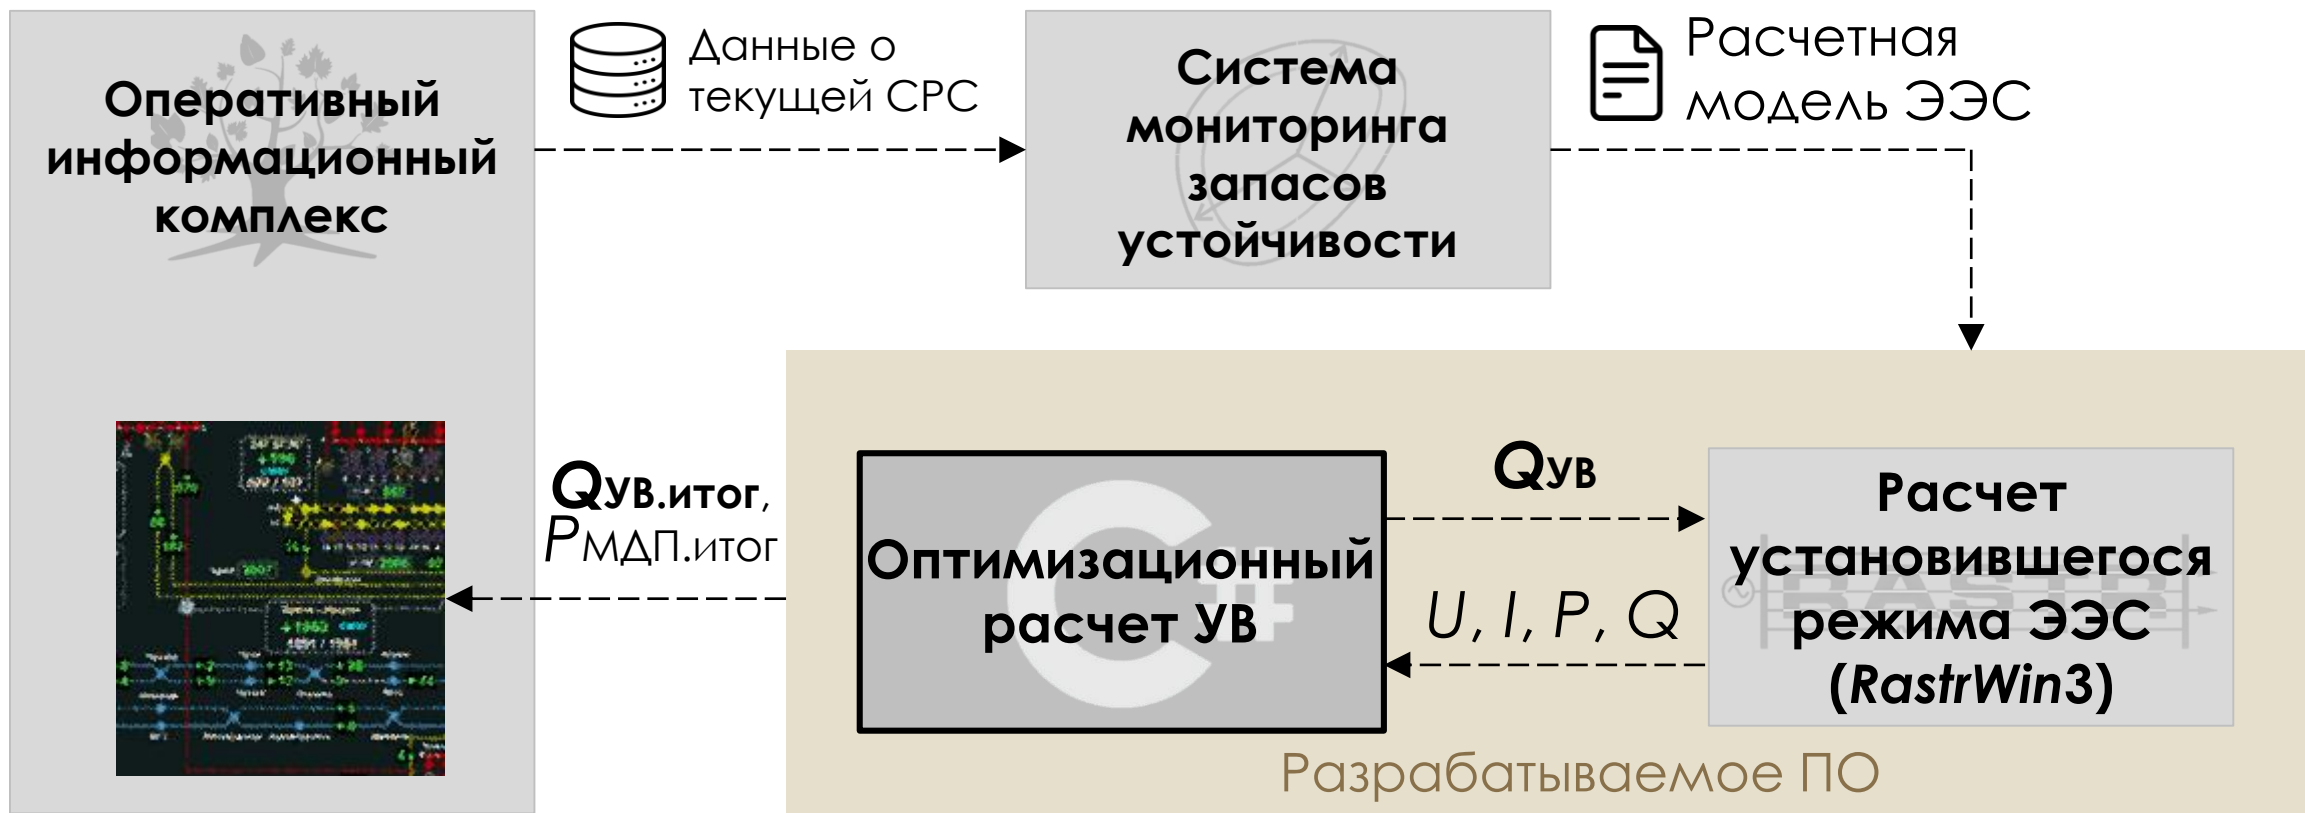 Оперативный
информационный
комплекс
Данные о
текущей СРС
Система
мониторинга
запасов
устойчивости
Расчетная
модель ЭЭС
QУВ.итог,
PМДП.итог
Оптимизационный
расчет УВ
QУВ
U, I, P, Q
Расчет
установившегося
режима ЭЭС
(RastrWin3)
RASTR
Разрабатываемое ПО